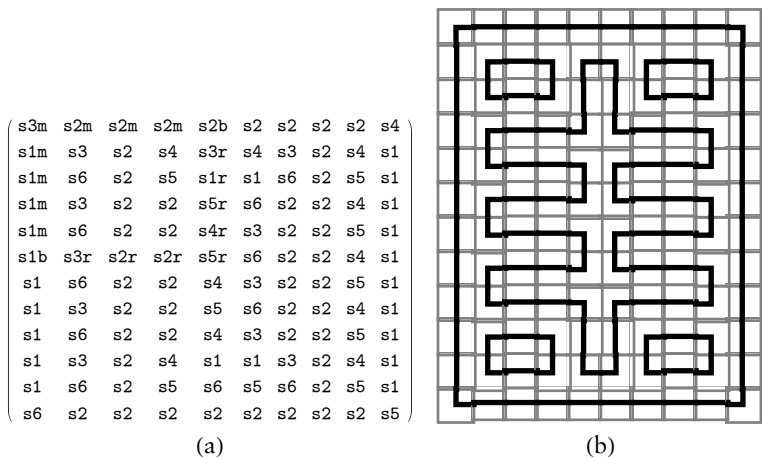 s3m s2m s2m s2m s2b s2 s2 s2 s2 s4
s1m s3 s2 s4 s3r s4 s3 s2 s4 s1
s1m s6 s2 s5 s1r s1 s6 s2 s5 s1
s1m s3 s2 s2 s5r s6 s2 s2 s4 s1
s1m s6 s2 s2 s4r s3 s2 s2 s5 s1
s1b s3r s2r s2r s5r s6 s2 s2 s4 s1
s1 s6 s2 s2 s4 s3 s2 s2 s5 s1
s1 s3 s2 s2 s5 s6 s2 s2 s4 s1
s1 s6 s2 s2 s4 s3 s2 s2 s5 s1
s1 s3 s2 s4 s1 s1 s3 s2 s4 s1
s1 s6 s2 s5 s6 s5 s6 s2 s5 s1
s6 s2 s2 s2 s2 s2 s2 s2 s2 s5
(a) (b)